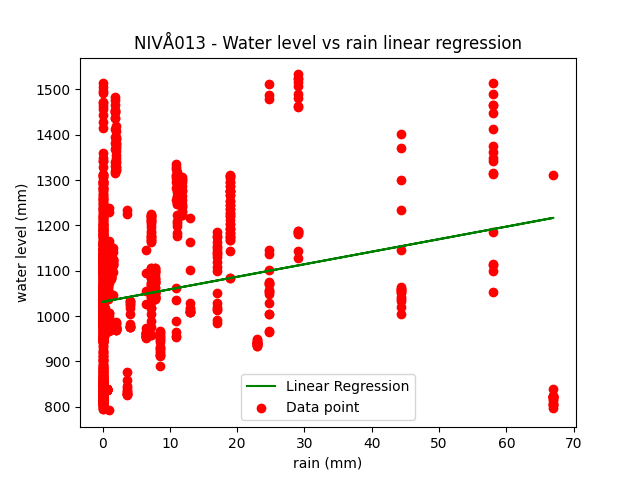 NIVÅ013 - Water level vs rain linear regression
1500
1400
1300
1200
1100
1000
900
800
water level (mm)
Linear Regression
Data point
0 10 20 30 40 50 60 70
rain (mm)